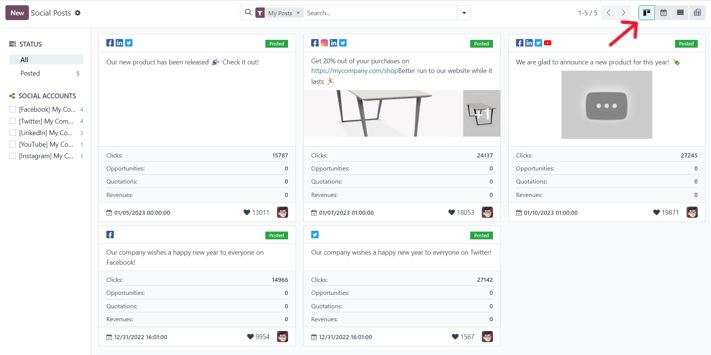 New Social Posts
My Posts × Search...
1-5 / 5
STATUS
All
Posted 5
SOCIAL ACCOUNTS
[Facebook] My Co... 4
[Twitter] My Comp... 4
[LinkedIn] My Co... 3
[YouTube] My Com... 1
[Instagram] My C... 1
Posted
Our new product has been released 🎉 Check it out!
Clicks: 15787
Opportunities: 0
Quotations: 0
Revenues: 0
01/05/2023 00:00:00 13011
Posted
Get 20% out of your purchases on
https://mycompany.com/shopBetter run to our website while it
lasts 🏃
+1
Clicks: 24137
Opportunities: 0
Quotations: 0
Revenues: 0
01/07/2023 01:00:00 18053
Posted
We are glad to announce a new product for this year! 🍾
Clicks: 27245
Opportunities: 0
Quotations: 0
Revenues: 0
01/10/2023 01:00:00 19871
Posted
Our company wishes a happy new year to everyone on
Facebook!
Clicks: 14966
Opportunities: 0
Quotations: 0
Revenues: 0
12/31/2022 16:01:00 9954
Posted
Our company wishes a happy new year to everyone on Twitter!
Clicks: 27142
Opportunities: 0
Quotations: 0
Revenues: 0
12/31/2022 16:01:00 1567